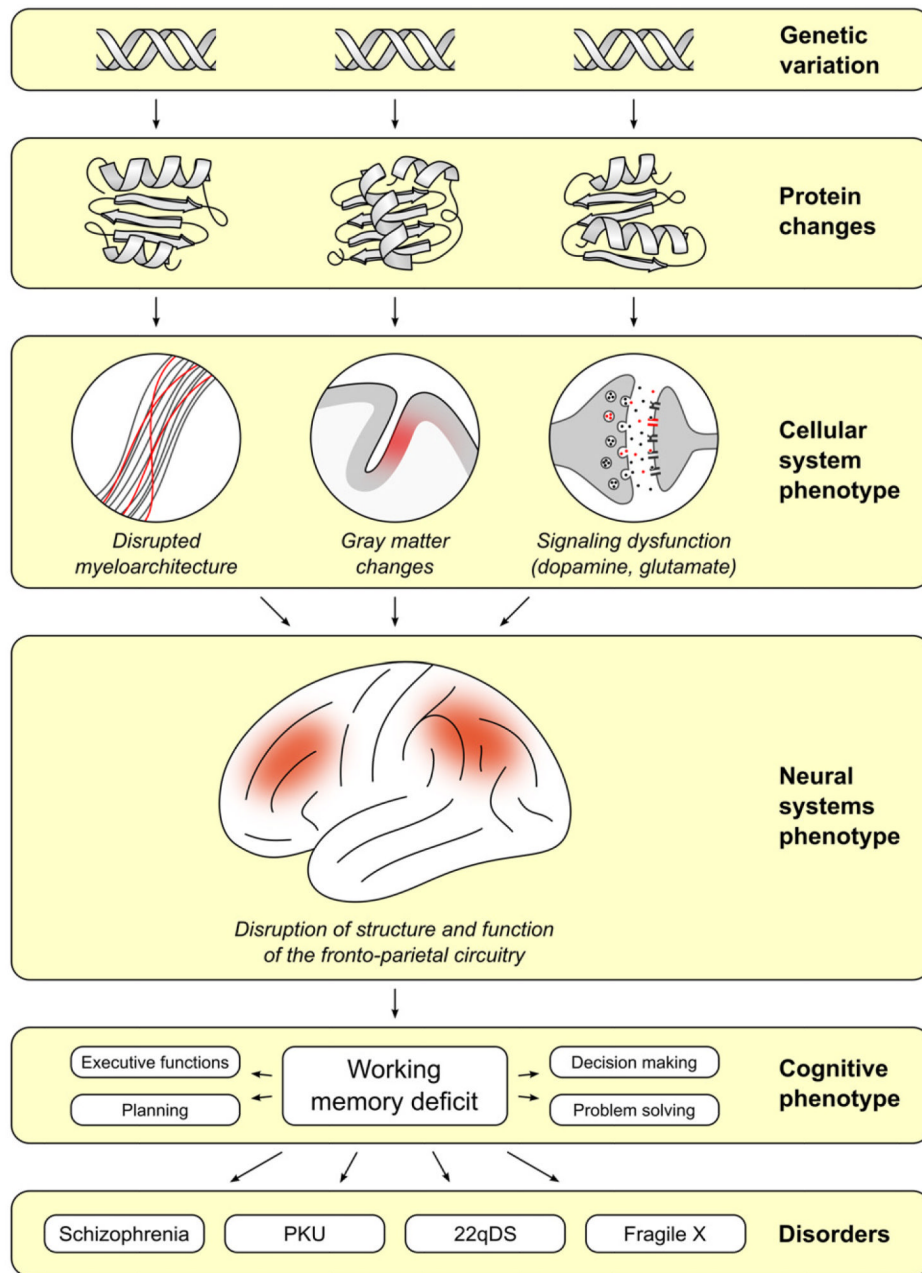 Genetic
variation
Protein
changes
Cellular
system
phenotype
Disrupted
myeloarchitecture
Gray matter
changes
Signaling dysfunction
(dopamine, glutamate)
Neural
systems
phenotype
Disruption of structure and function
of the fronto-parietal circuitry
Executive functions
Planning
Working
memory deficit
Decision making
Problem solving
Cognitive
phenotype
Schizophrenia
PKU
22qDS
Fragile X
Disorders